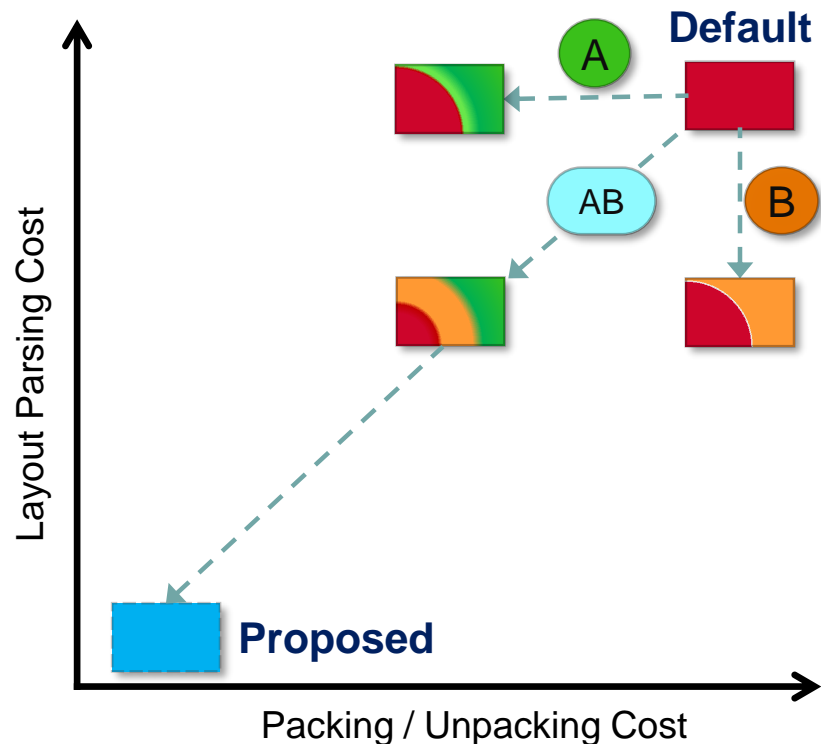 Default
A
AB
B
Layout Parsing Cost
Proposed
Packing / Unpacking Cost